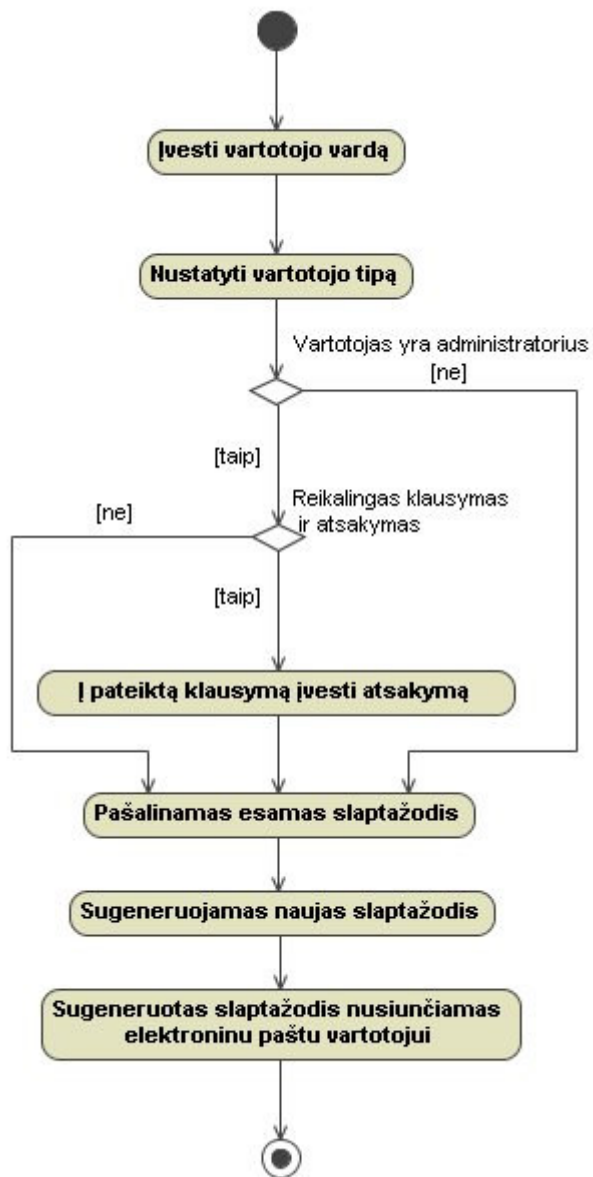 Įvesti vartotojo vardą
Nustatyti vartotojo tipą
Vartotojas yra administratorius
[ne]
[taip]
Reikalingas klausymas
ir atsakymas
[ne]
[taip]
Į pateiktą klausymą įvesti atsakymą
Pašalinamas esamas slaptažodis
Sugeneruojamas naujas slaptažodis
Sugeneruotas slaptažodis nusiunčiamas
elektroninu paštu vartotojui